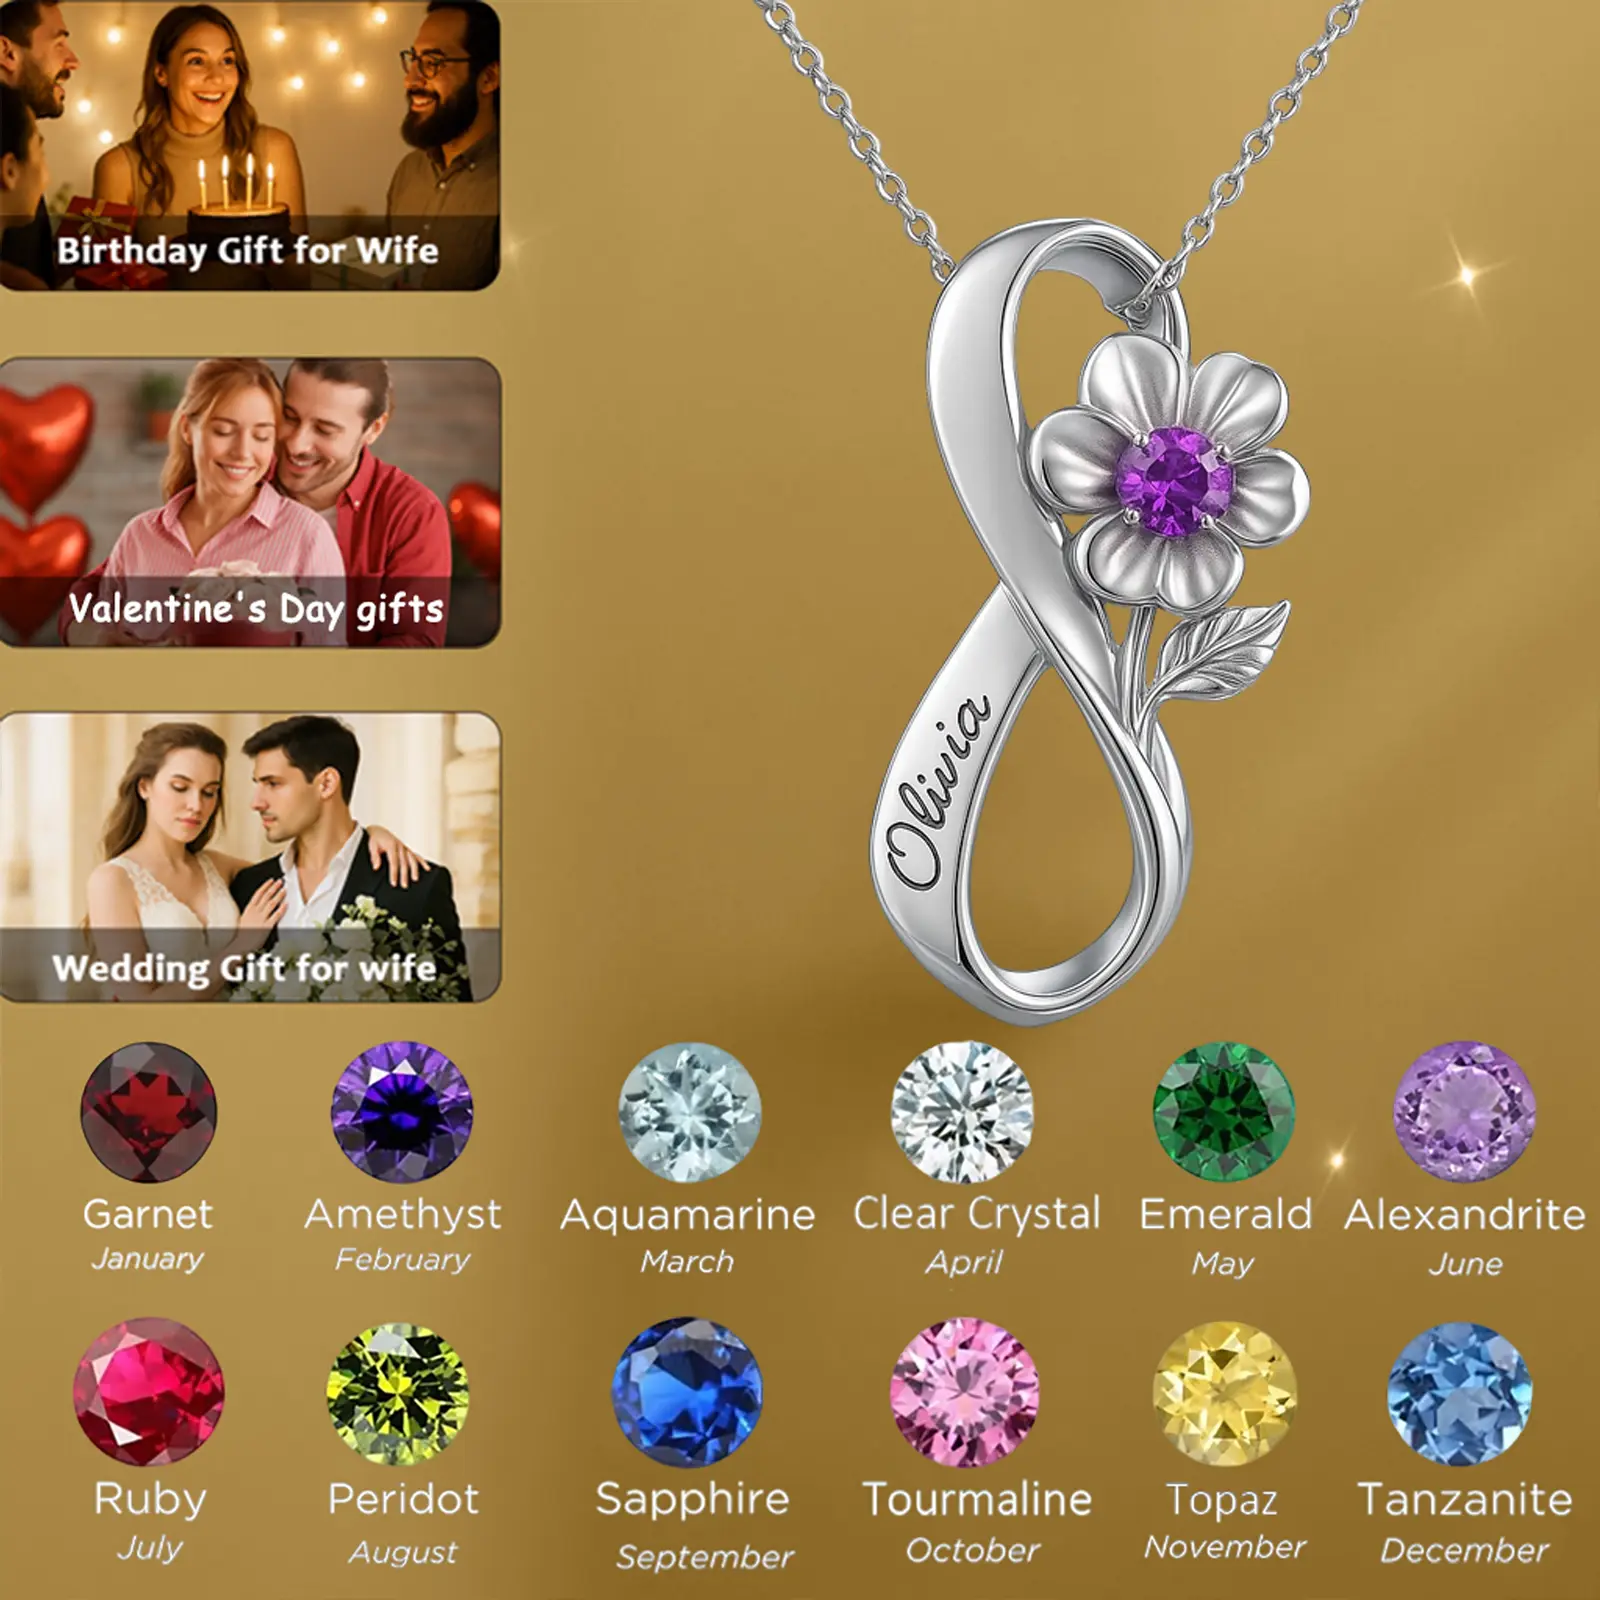 Birthday Gift for Wife
Valentine's Day gifts
Wedding Gift for wife
Olivia
Garnet
January
Amethyst
February
Aquamarine
March
Clear Crystal
April
Emerald
May
Alexandrite
June
Ruby
July
Peridot
August
Sapphire
September
Tourmaline
October
Topaz
November
Tanzanite
December